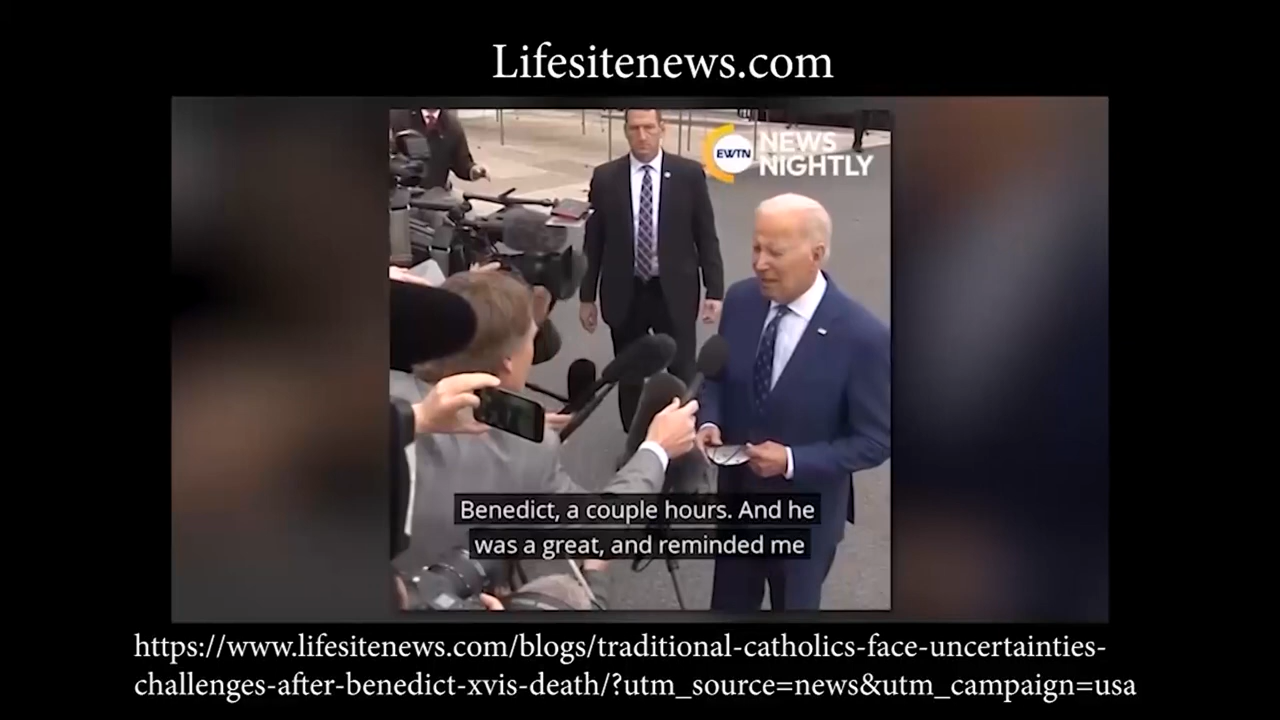 Lifesitenews.com
EWTN
NEWS
NIGHTLY
Benedict, a couple hours. And he
was a great, and reminded me
https://www.lifesitenews.com/blogs/traditional-catholics-face-uncertainties-
challenges-after-benedict-xvis-death/?utm_source=news&utm_campaign=usa